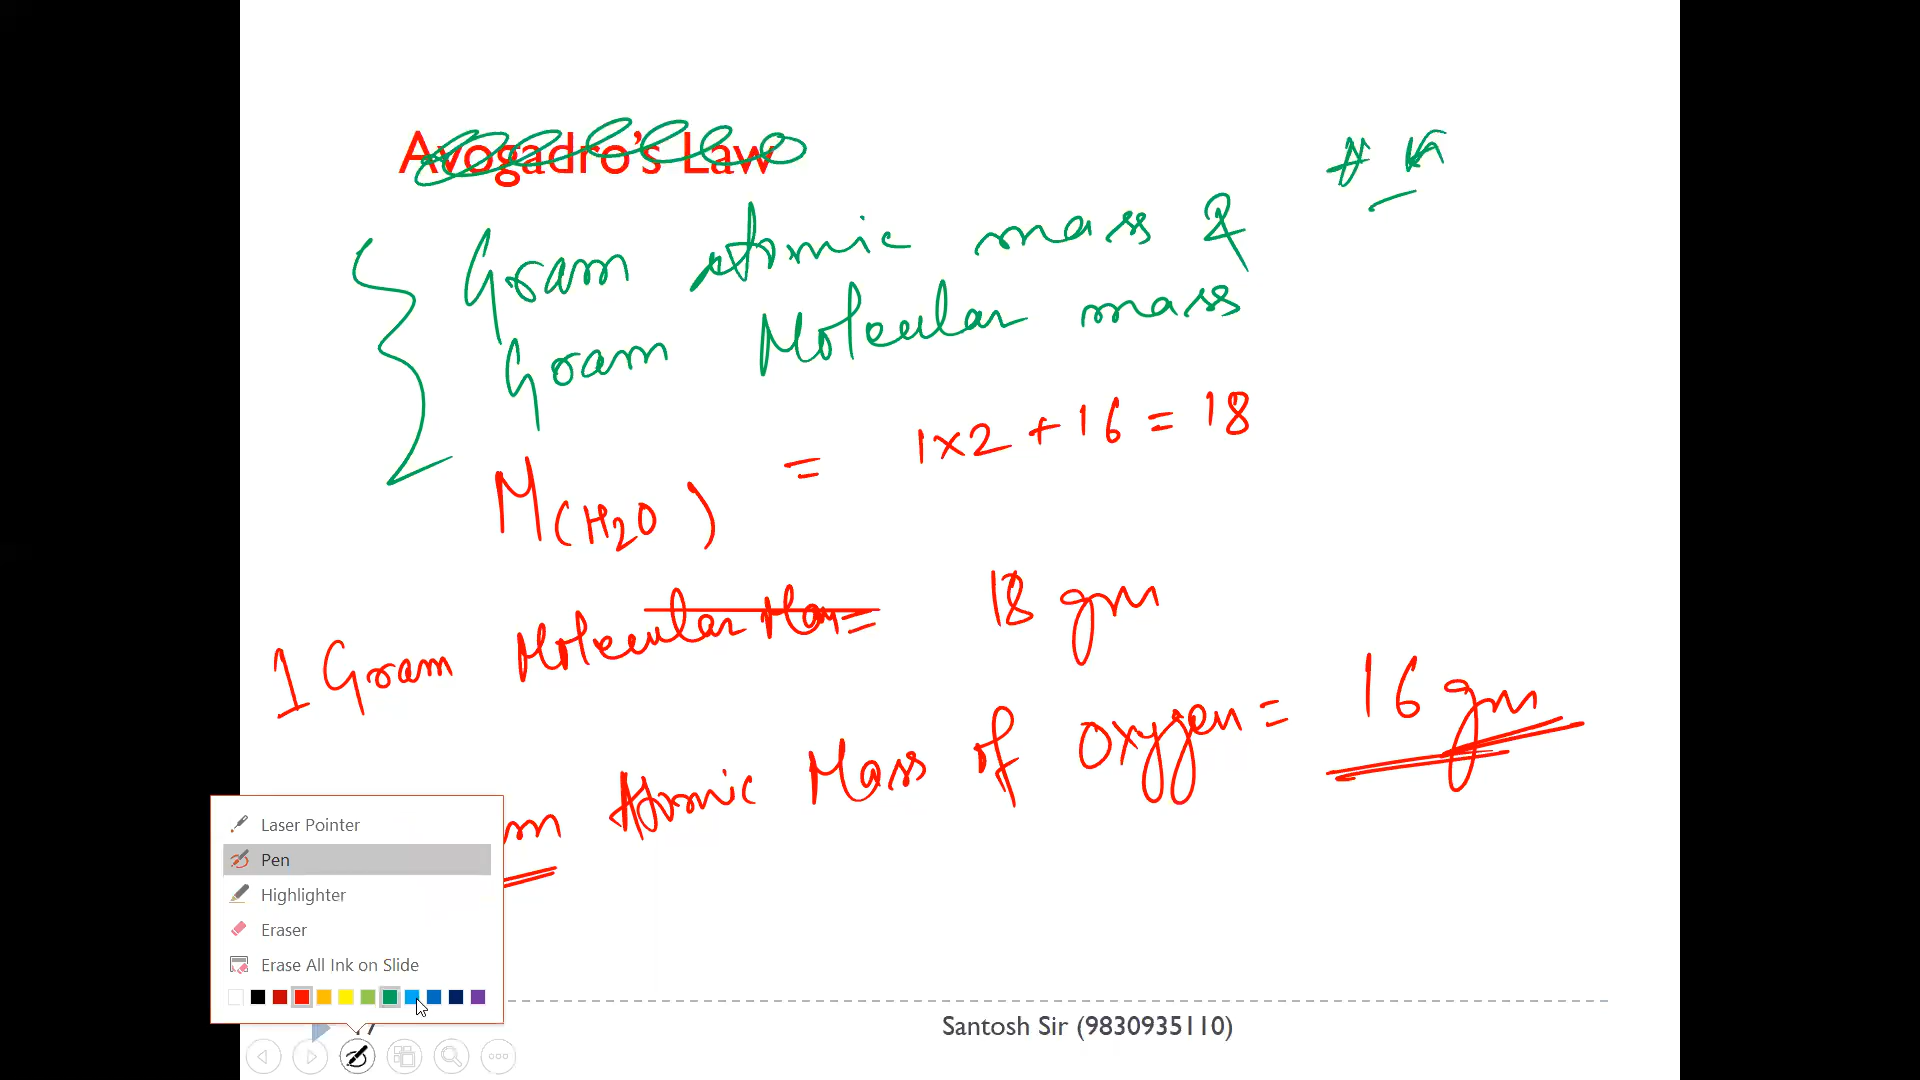 Avogadro's Law
Gram atomic mass &
Gram Molecular mass
M(H2O) = 1x2 + 16 = 18
1 Gram Molecular Mass = 18 gm
m Atomic Mass of Oxygen = 16 gm
Laser Pointer
Pen
Highlighter
Eraser
Erase All Ink on Slide
Santosh Sir (9830935110)